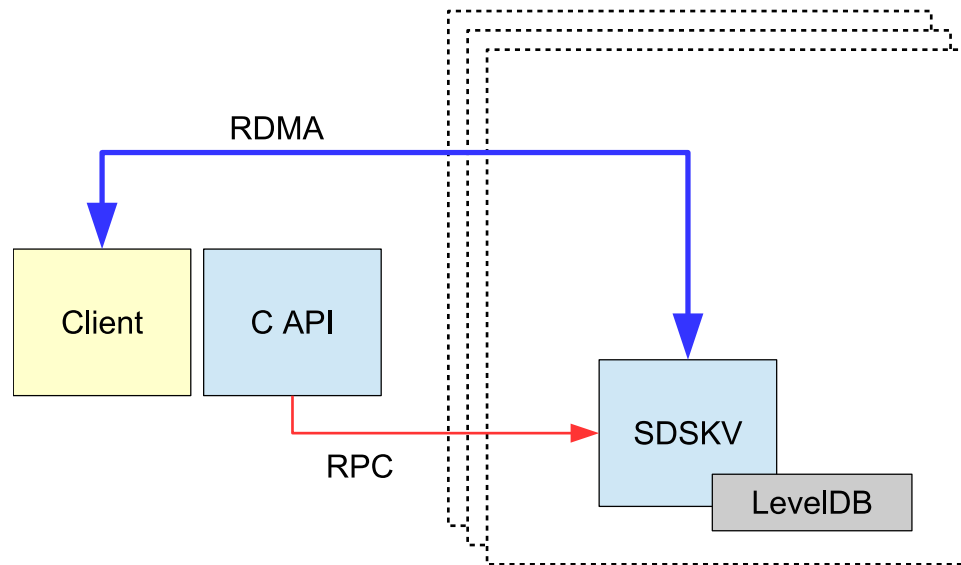 RDMA
Client
C API
SDSKV
RPC
LevelDB